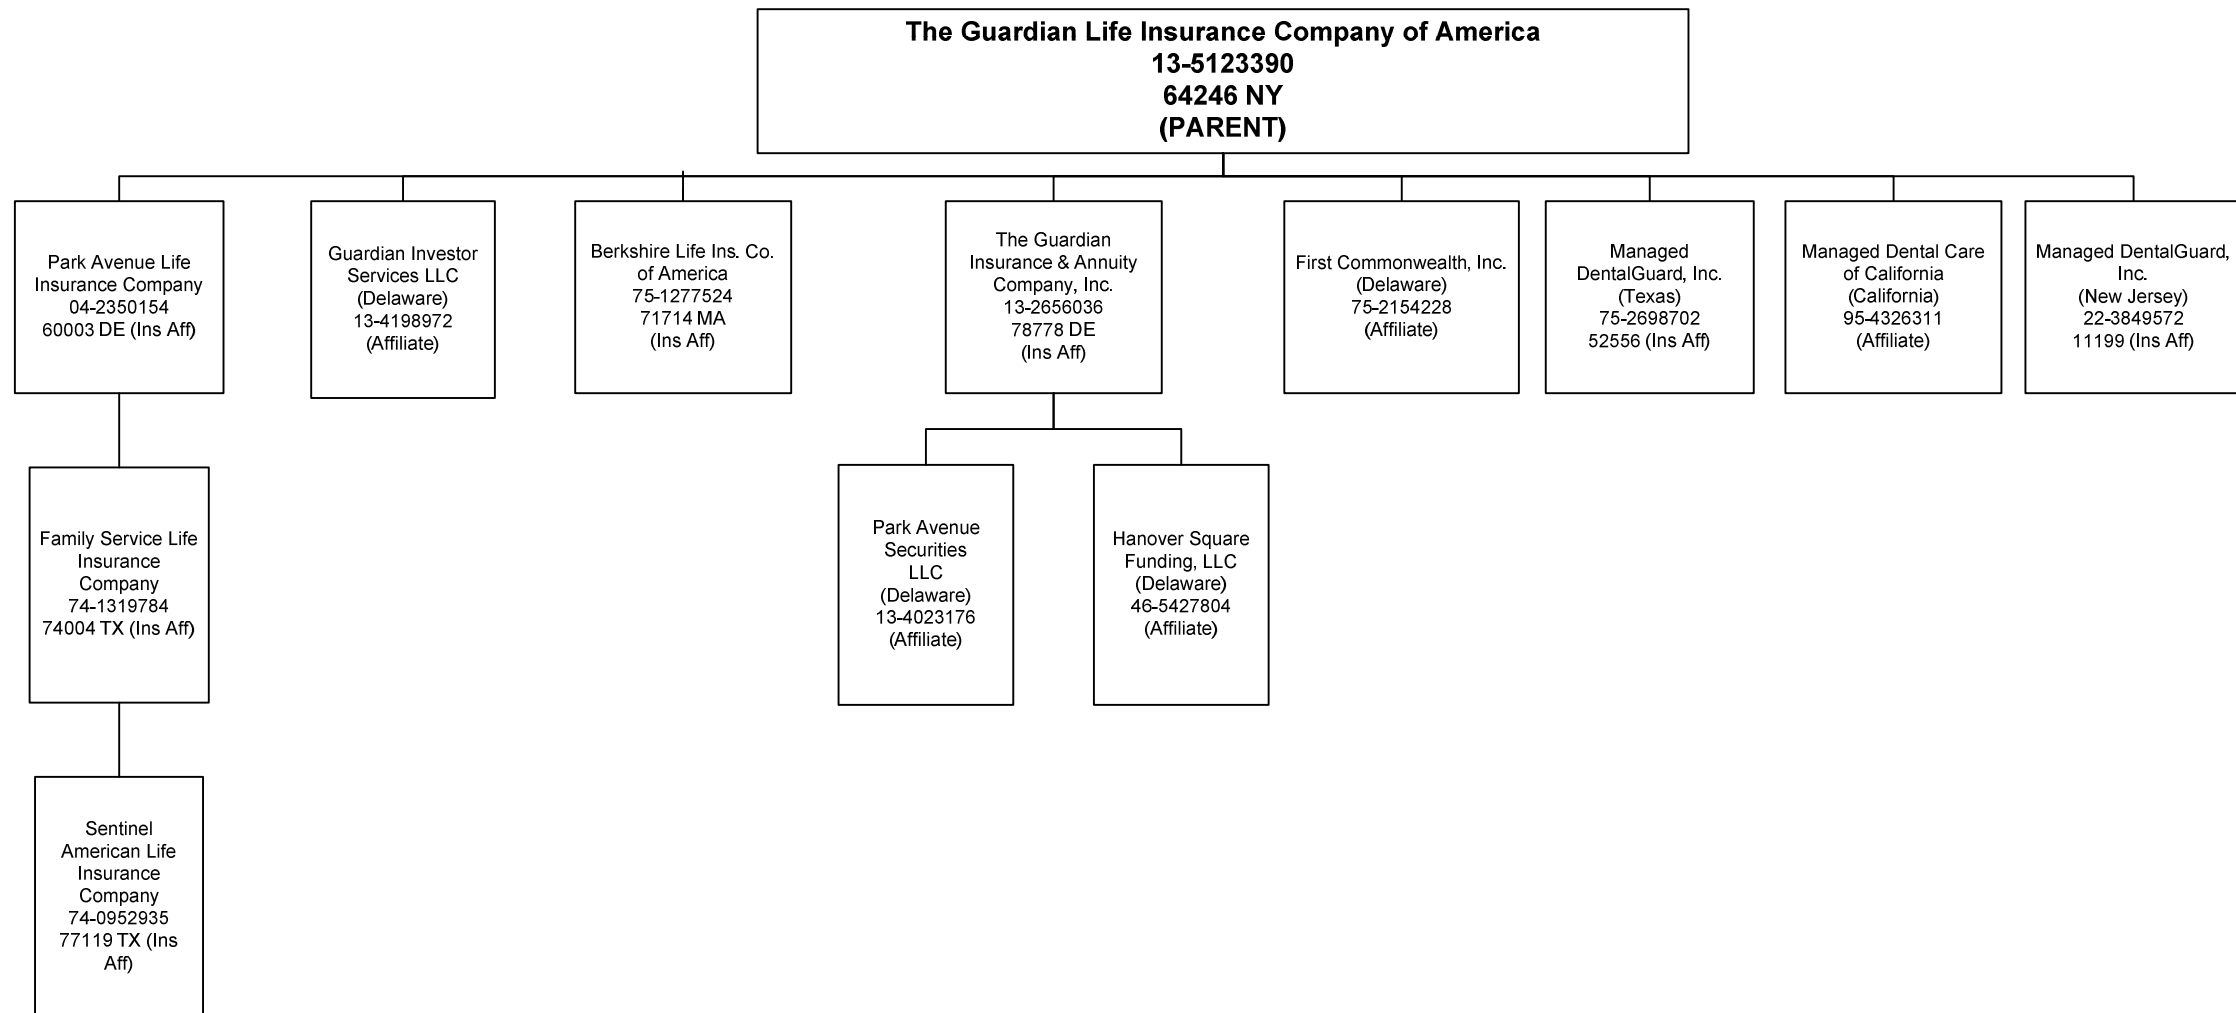 The Guardian Life Insurance Company of America
13-5123390
64246 NY
(PARENT)
Park Avenue Life
Insurance Company
04-2350154
60003 DE (Ins Aff)
Guardian Investor
Services LLC
(Delaware)
13-4198972
(Affiliate)
Berkshire Life Ins. Co.
of America
75-1277524
71714 MA
(Ins Aff)
The Guardian
Insurance & Annuity
Company, Inc.
13-2656036
78778 DE
(Ins Aff)
First Commonwealth, Inc.
(Delaware)
75-2154228
(Affiliate)
Managed
DentalGuard, Inc.
(Texas)
75-2698702
52556 (Ins Aff)
Managed Dental Care
of California
(California)
95-4326311
(Affiliate)
Managed DentalGuard,
Inc.
(New Jersey)
22-3849572
11199 (Ins Aff)
Family Service Life
Insurance
Company
74-1319784
74004 TX (Ins Aff)
Park Avenue
Securities
LLC
(Delaware)
13-4023176
(Affiliate)
Hanover Square
Funding, LLC
(Delaware)
46-5427804
(Affiliate)
Sentinel
American Life
Insurance
Company
74-0952935
77119 TX (Ins
Aff)